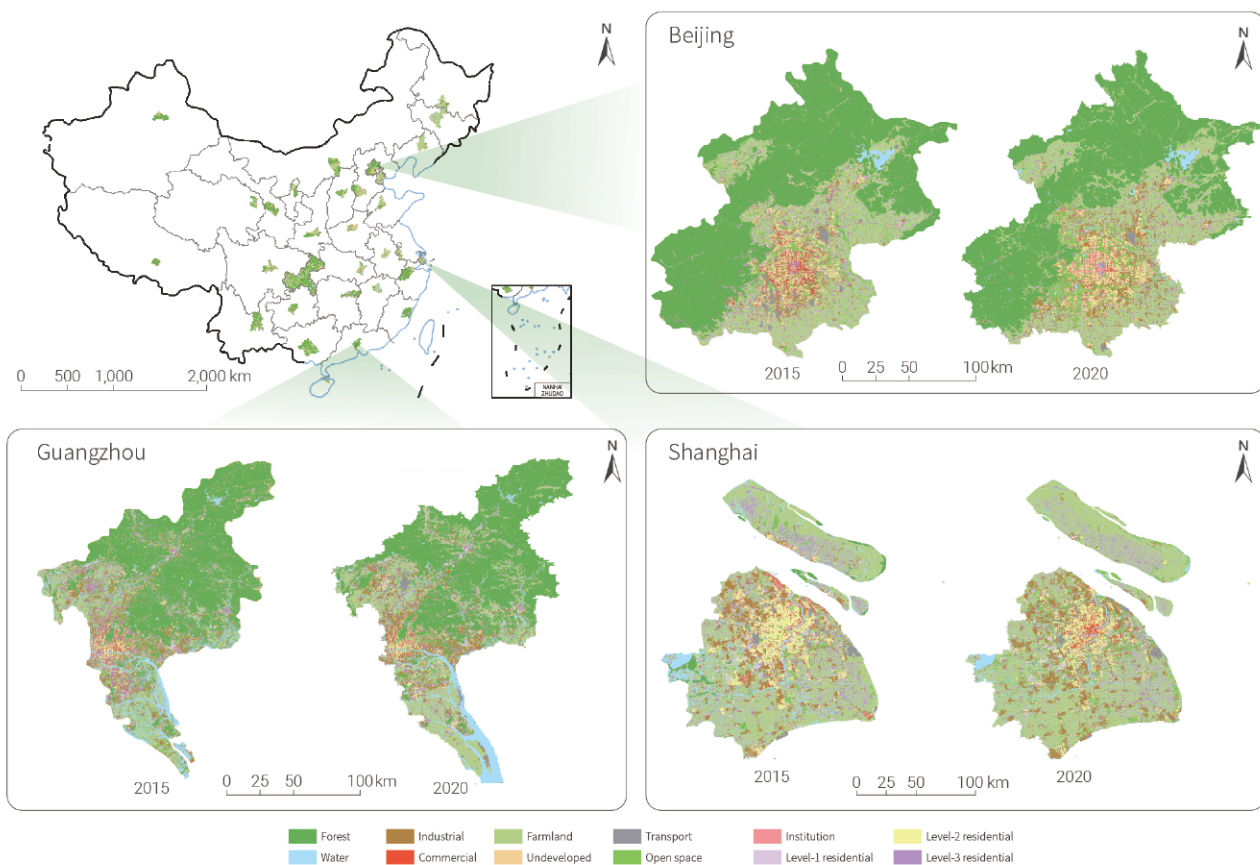 N
0 500 1,000 2,000 km
NANHAI
ZHUDAO
Beijing
N
2015
0 25 50 100 km
2020
Guangzhou
N
2015
0 25 50 100 km
2020
Shanghai
N
2015
0 25 50 100 km
2020
Forest
Industrial
Farmland
Transport
Institution
Level-2 residential
Water
Commercial
Undeveloped
Open space
Level-1 residential
Level-3 residential